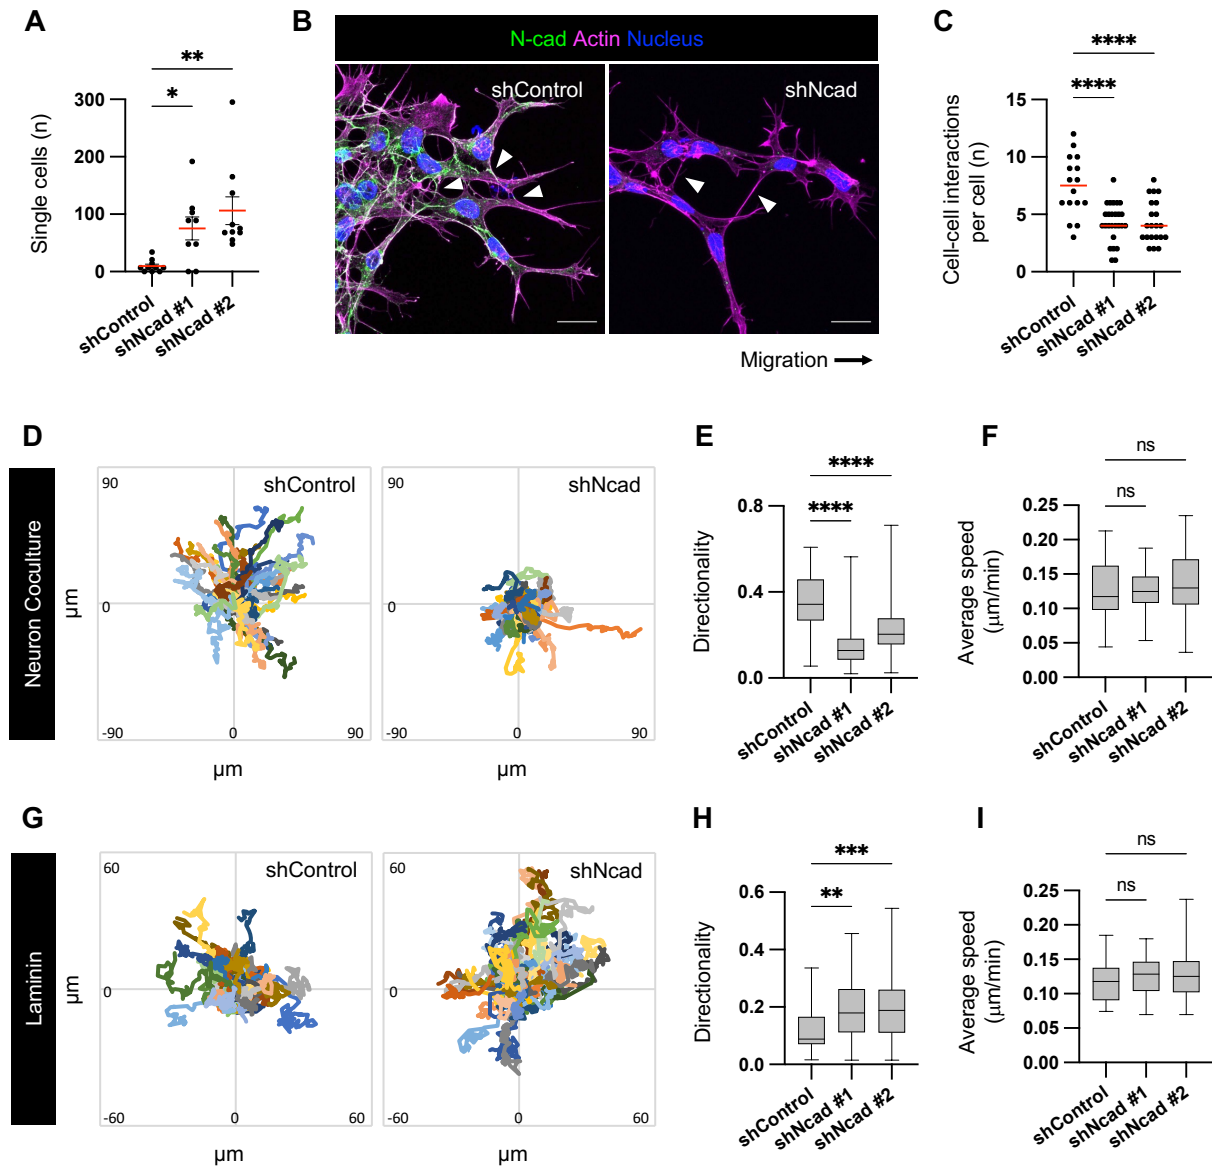 A
Single cells (n)
**
*
300
200
100
0
shControl
shNcad #1
shNcad #2
B
N-cad Actin Nucleus
shControl
shNcad
Migration
C
Cell-cell interactions
per cell (n)
****
****
15
10
5
0
shControl
shNcad #1
shNcad #2
D
Neuron Coculture
µm
90
shControl
0
-90
0
90
µm
90
shNcad
0
-90
0
90
µm
E
Directionality
****
****
0.8
0.4
0.0
shControl
shNcad #1
shNcad #2
F
Average speed
(µm/min)
ns
ns
0.25
0.20
0.15
0.10
0.05
0.00
shControl
shNcad #1
shNcad #2
G
Laminin
µm
60
shControl
0
-60
0
60
µm
60
shNcad
0
-60
0
60
µm
H
Directionality
***
**
0.6
0.4
0.2
0.0
shControl
shNcad #1
shNcad #2
I
Average speed
(µm/min)
ns
ns
0.25
0.20
0.15
0.10
0.05
0.00
shControl
shNcad #1
shNcad #2